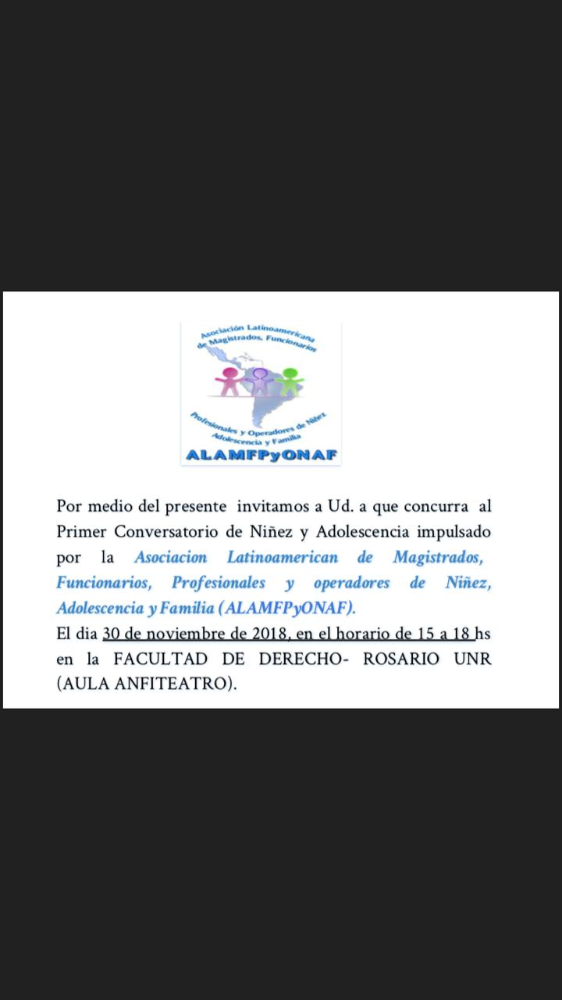 Asociación Latinoamericana
de Magistrados, Funcionarios
Profesionales y Operadores de Niñez
Adolescencia y Familia
ALAMFPyONAF
Por medio del presente invitamos a Ud. a que concurra al
Primer Conversatorio de Niñez y Adolescencia impulsado
por la Asociacion Latinoamerican de Magistrados,
Funcionarios, Profesionales y operadores de Niñez,
Adolescencia y Familia (ALAMFPyONAF).
El dia 30 de noviembre de 2018, en el horario de 15 a 18 hs
en la FACULTAD DE DERECHO- ROSARIO UNR
(AULA ANFITEATRO).